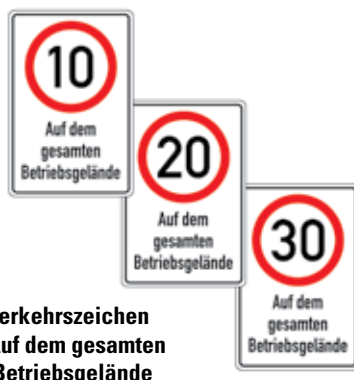 10
Auf dem
gesamten
Betriebsgelände
20
Auf dem
gesamten
Betriebsgelände
30
Auf dem
gesamten
Betriebsgelände
erkehrszeichen
uf dem gesamten
Betriebsgelände